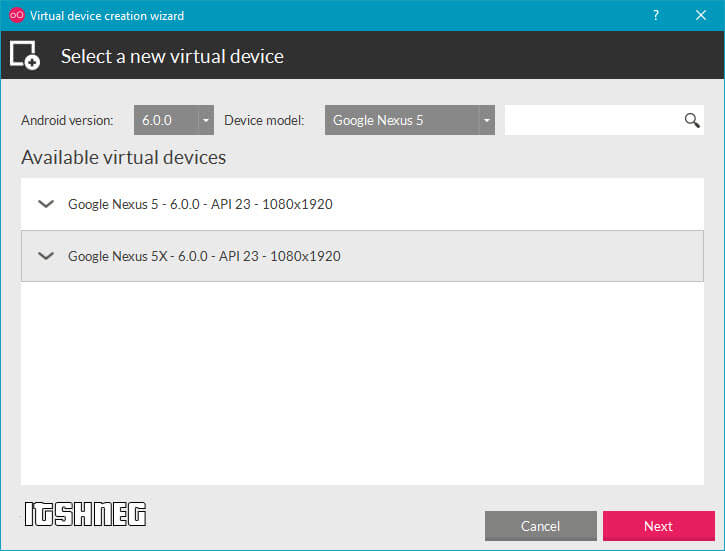 Virtual device creation wizard ?
Select a new virtual device
Android version: 6.0.0 Device model: Google Nexus 5
Available virtual devices
Google Nexus 5 - 6.0.0 - API 23 - 1080x1920
Google Nexus 5X - 6.0.0 - API 23 - 1080x1920
ITSHNEG
Cancel Next